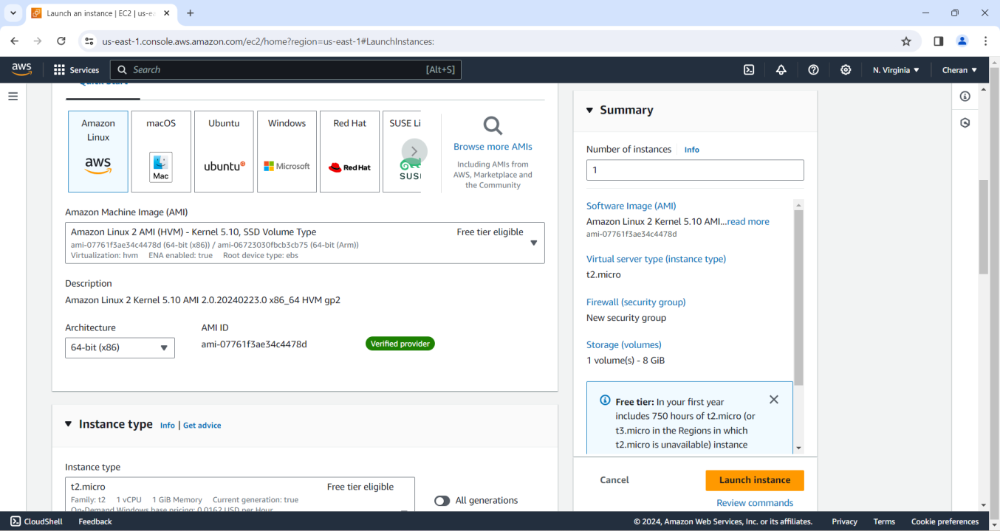 Launch an instance | EC2 | us-ea
us-east-1.console.aws.amazon.com/ec2/home?region=us-east-1#LaunchInstances:
aws
Services
Search
[Alt+S]
N. Virginia
Cheran
Quick Start
Amazon
Linux
aws
macOS
Mac
Ubuntu
ubuntu
Windows
Microsoft
Red Hat
Red Hat
SUSE Li
SUS
Browse more AMIs
Including AMIs from
AWS, Marketplace and
the Community
Amazon Machine Image (AMI)
Amazon Linux 2 AMI (HVM) - Kernel 5.10, SSD Volume Type
Free tier eligible
ami-07761f3ae34c4478d (64-bit (x86)) / ami-06723030fbcb3cb75 (64-bit (Arm))
Virtualization: hvm ENA enabled: true Root device type: ebs
Description
Amazon Linux 2 Kernel 5.10 AMI 2.0.20240223.0 x86_64 HVM gp2
Architecture
64-bit (x86)
AMI ID
ami-07761f3ae34c4478d
Verified provider
Instance type
Info | Get advice
Instance type
t2.micro
Free tier eligible
Family: t2 1 vCPU 1 GiB Memory Current generation: true
On-Demand Windows base pricing: 0.0162 USD per Hour
All generations
Summary
Number of instances
Info
1
Software Image (AMI)
Amazon Linux 2 Kernel 5.10 AMI...read more
ami-07761f3ae34c4478d
Virtual server type (instance type)
t2.micro
Firewall (security group)
New security group
Storage (volumes)
1 volume(s) - 8 GiB
Free tier: In your first year
includes 750 hours of t2.micro (or
t3.micro in the Regions in which
t2.micro is unavailable) instance
Cancel
Launch instance
Review commands
CloudShell
Feedback
© 2024, Amazon Web Services, Inc. or its affiliates.
Privacy
Terms
Cookie preferences